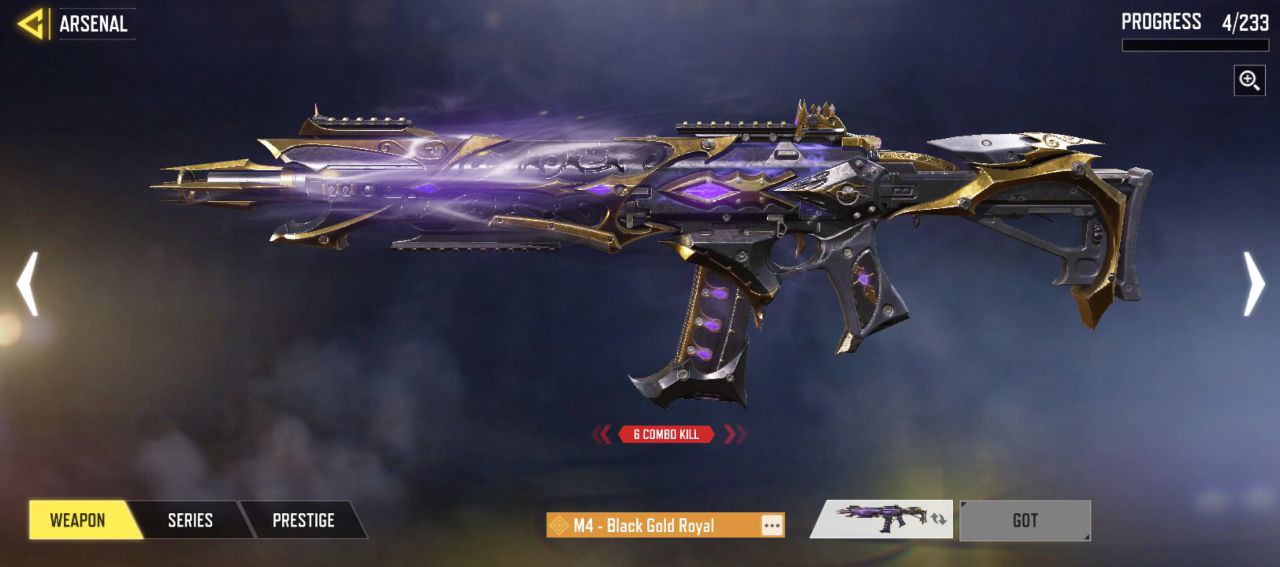 ARSENAL
PROGRESS 4/233
6 COMBO KILL
WEAPON
SERIES
PRESTIGE
M4 - Black Gold Royal
GOT